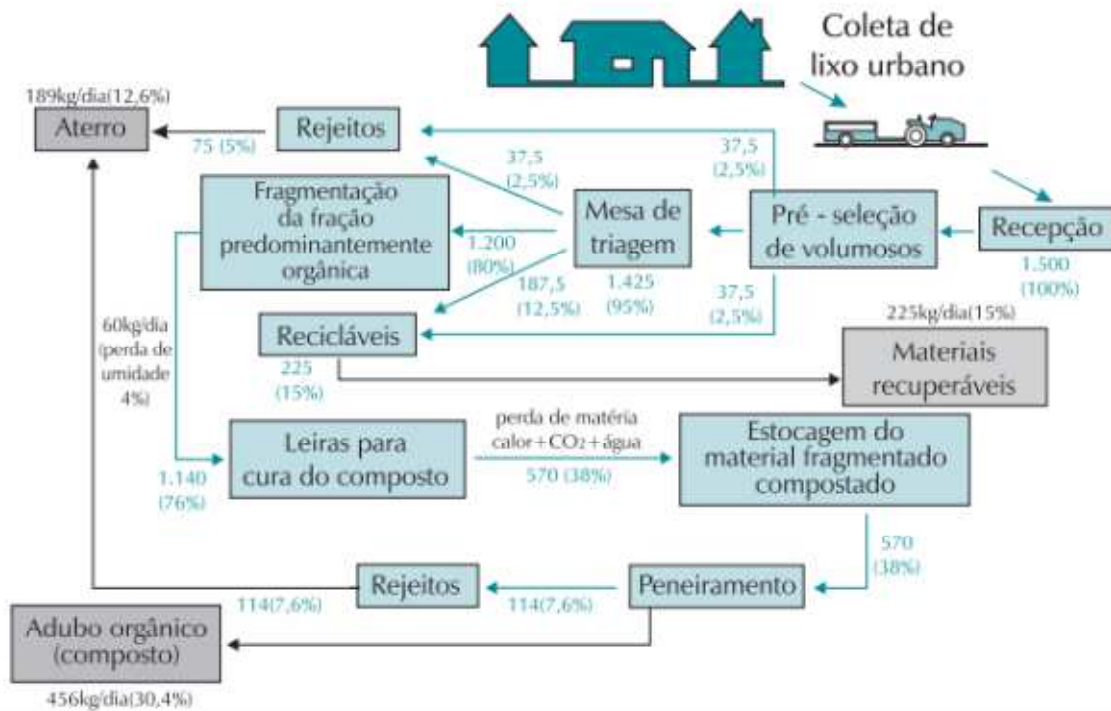 Coleta de
lixo urbano
189kg/dia(12,6%)
Aterro
75 (5%)
Rejeitos
37,5
(2,5%)
37,5
(2,5%)
Fragmentação
da fração
predominantemente
orgânica
1.200
(80%)
Mesa de
triagem
1.425
(95%)
Pré - seleção
de volumosos
Recepção
1.500
(100%)
187,5
(12,5%)
37,5
(2,5%)
Recicláveis
225
(15%)
225kg/dia(15%)
Materiais
recuperáveis
60kg/dia
(perda de
umidade
4%)
1.140
(76%)
Leiras para
cura do composto
perda de matéria
calor+CO2+água
570 (38%)
Estocagem do
material fragmentado
compostado
570
(38%)
Peneiramento
114(7,6%)
Rejeitos
114(7,6%)
Adubo orgânico
(composto)
456kg/dia(30,4%)